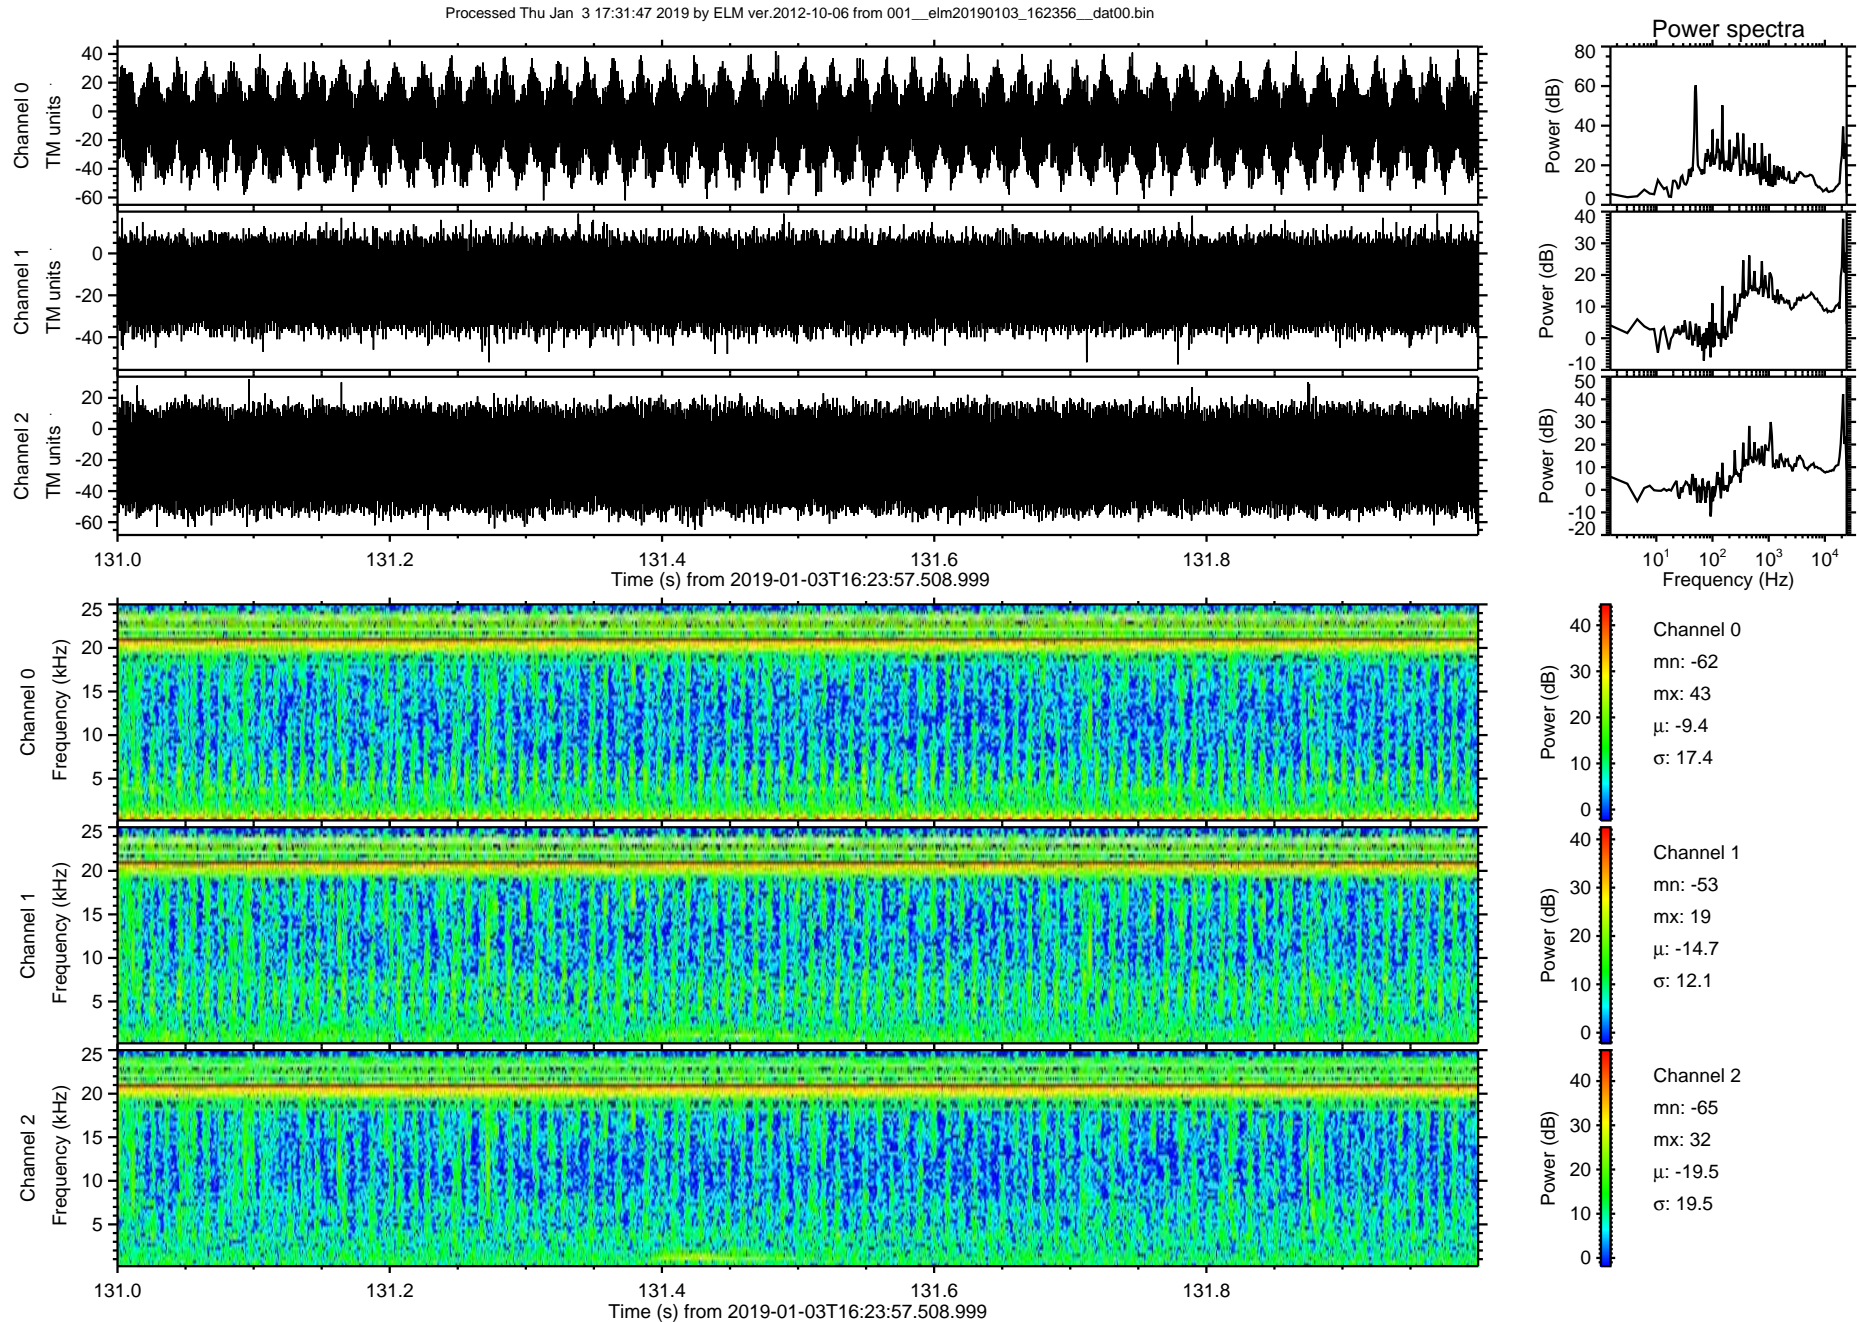 Processed Thu Jan  3 17:31:47 2019 by ELM ver.2012-10-06 from 001__elm20190103_162356__dat00.bin
Power spectra
Channel 0
TM units
40
20
0
-20
-40
-60
Power (dB)
80
60
40
20
0
Channel 1
TM units
0
-20
-40
Power (dB)
40
30
20
10
0
-10
Channel 2
TM units
20
0
-20
-40
-60
Power (dB)
50
40
30
20
10
0
-10
-20
131.0 131.2 131.4 131.6 131.8
Time (s) from 2019-01-03T16:23:57.508.999
10¹ 10² 10³ 10⁴
Frequency (Hz)
Channel 0
Frequency (kHz)
25
20
15
10
5
Power (dB)
40
30
20
10
0
Channel 0
mn: -62
mx: 43
μ: -9.4
σ: 17.4
Channel 1
Frequency (kHz)
25
20
15
10
5
Power (dB)
40
30
20
10
0
Channel 1
mn: -53
mx: 19
μ: -14.7
σ: 12.1
Channel 2
Frequency (kHz)
25
20
15
10
5
Power (dB)
40
30
20
10
0
Channel 2
mn: -65
mx: 32
μ: -19.5
σ: 19.5
131.0 131.2 131.4 131.6 131.8
Time (s) from 2019-01-03T16:23:57.508.999